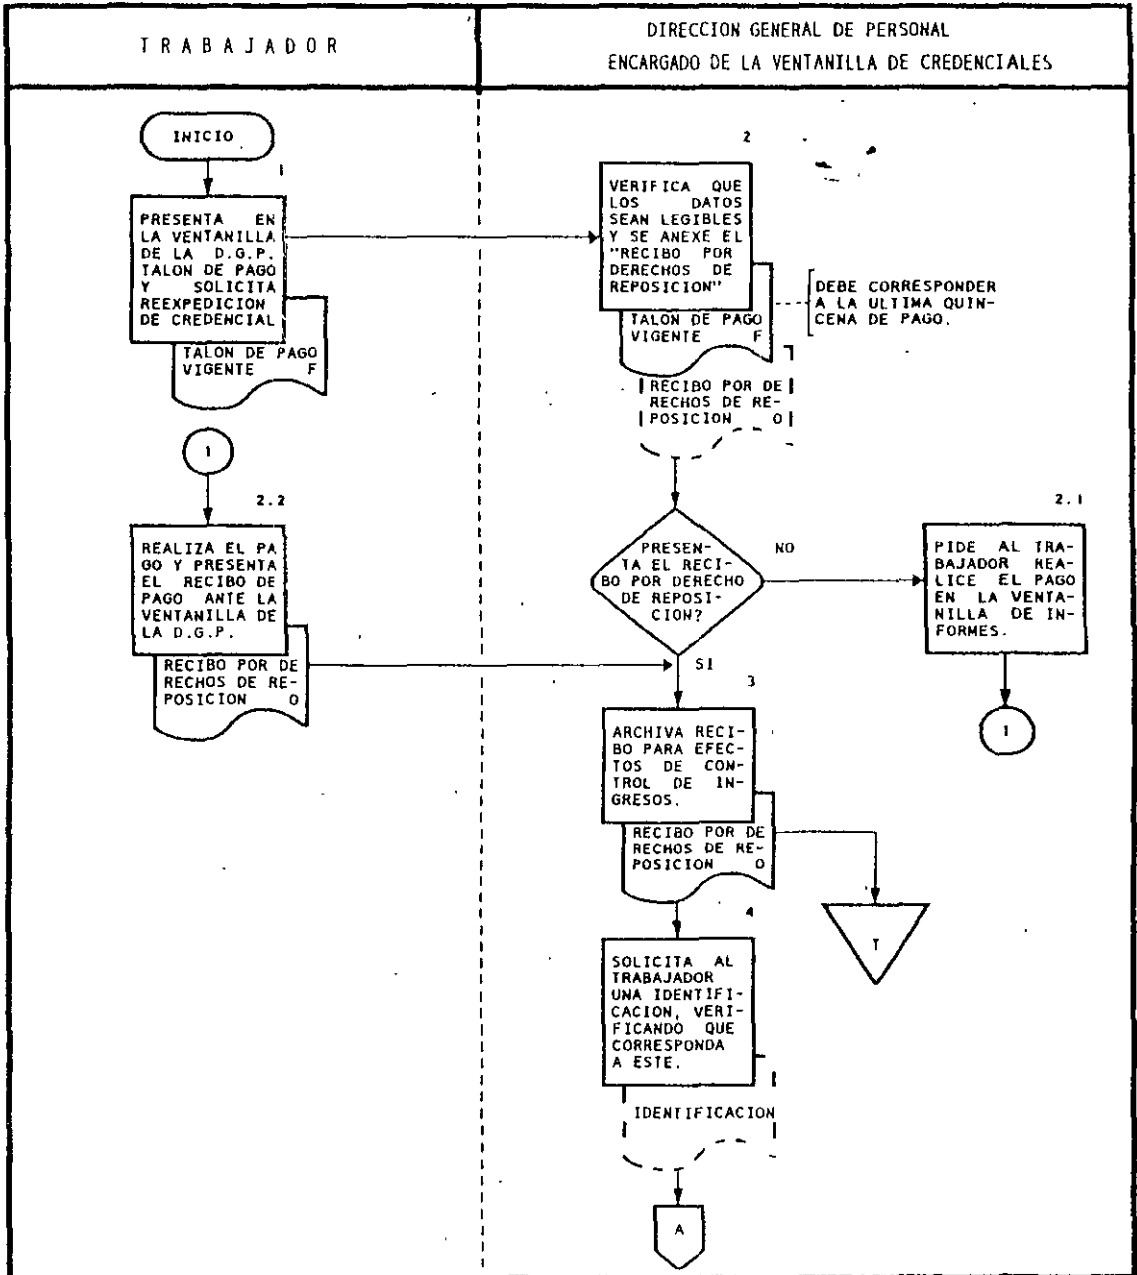 T R A B A J A D O R
DIRECCION GENERAL DE PERSONAL
ENCARGADO DE LA VENTANILLA DE CREDENCIALES
INICIO
1
PRESENTA EN
LA VENTANILLA
DE LA D.G.P.
TALON DE PAGO
Y SOLICITA
REEXPEDICION
DE CREDENCIAL
TALON DE PAGO
VIGENTE F
2
VERIFICA QUE
LOS DATOS
SEAN LEGIBLES
Y SE ANEXE EL
"RECIBO POR
DERECHOS DE
REPOSICION"
TALON DE PAGO
VIGENTE F
DEBE CORRESPONDER
A LA ULTIMA QUIN-
CENA DE PAGO.
RECIBO POR DE
RECHOS DE RE-
POSICION O
1
2.2
REALIZA EL PA
GO Y PRESENTA
EL RECIBO DE
PAGO ANTE LA
VENTANILLA DE
LA D.G.P.
RECIBO POR DE
RECHOS DE RE-
POSICION O
PRESEN-
TA EL RECI-
BO POR DERECHO
DE REPOSI-
CION?
NO
SI
2.1
PIDE AL TRA-
BAJADOR REA-
LICE EL PAGO
EN LA VENTA-
NILLA DE IN-
FORMES.
1
3
ARCHIVA RECI-
BO PARA EFEC-
TOS DE CON-
TROL DE IN-
GRESOS.
RECIBO POR DE
RECHOS DE RE-
POSICION O
T
4
SOLICITA AL
TRABAJADOR
UNA IDENTIFI-
CACION, VERI-
FICANDO QUE
CORRESPONDA
A ESTE.
IDENTIFICACION
A